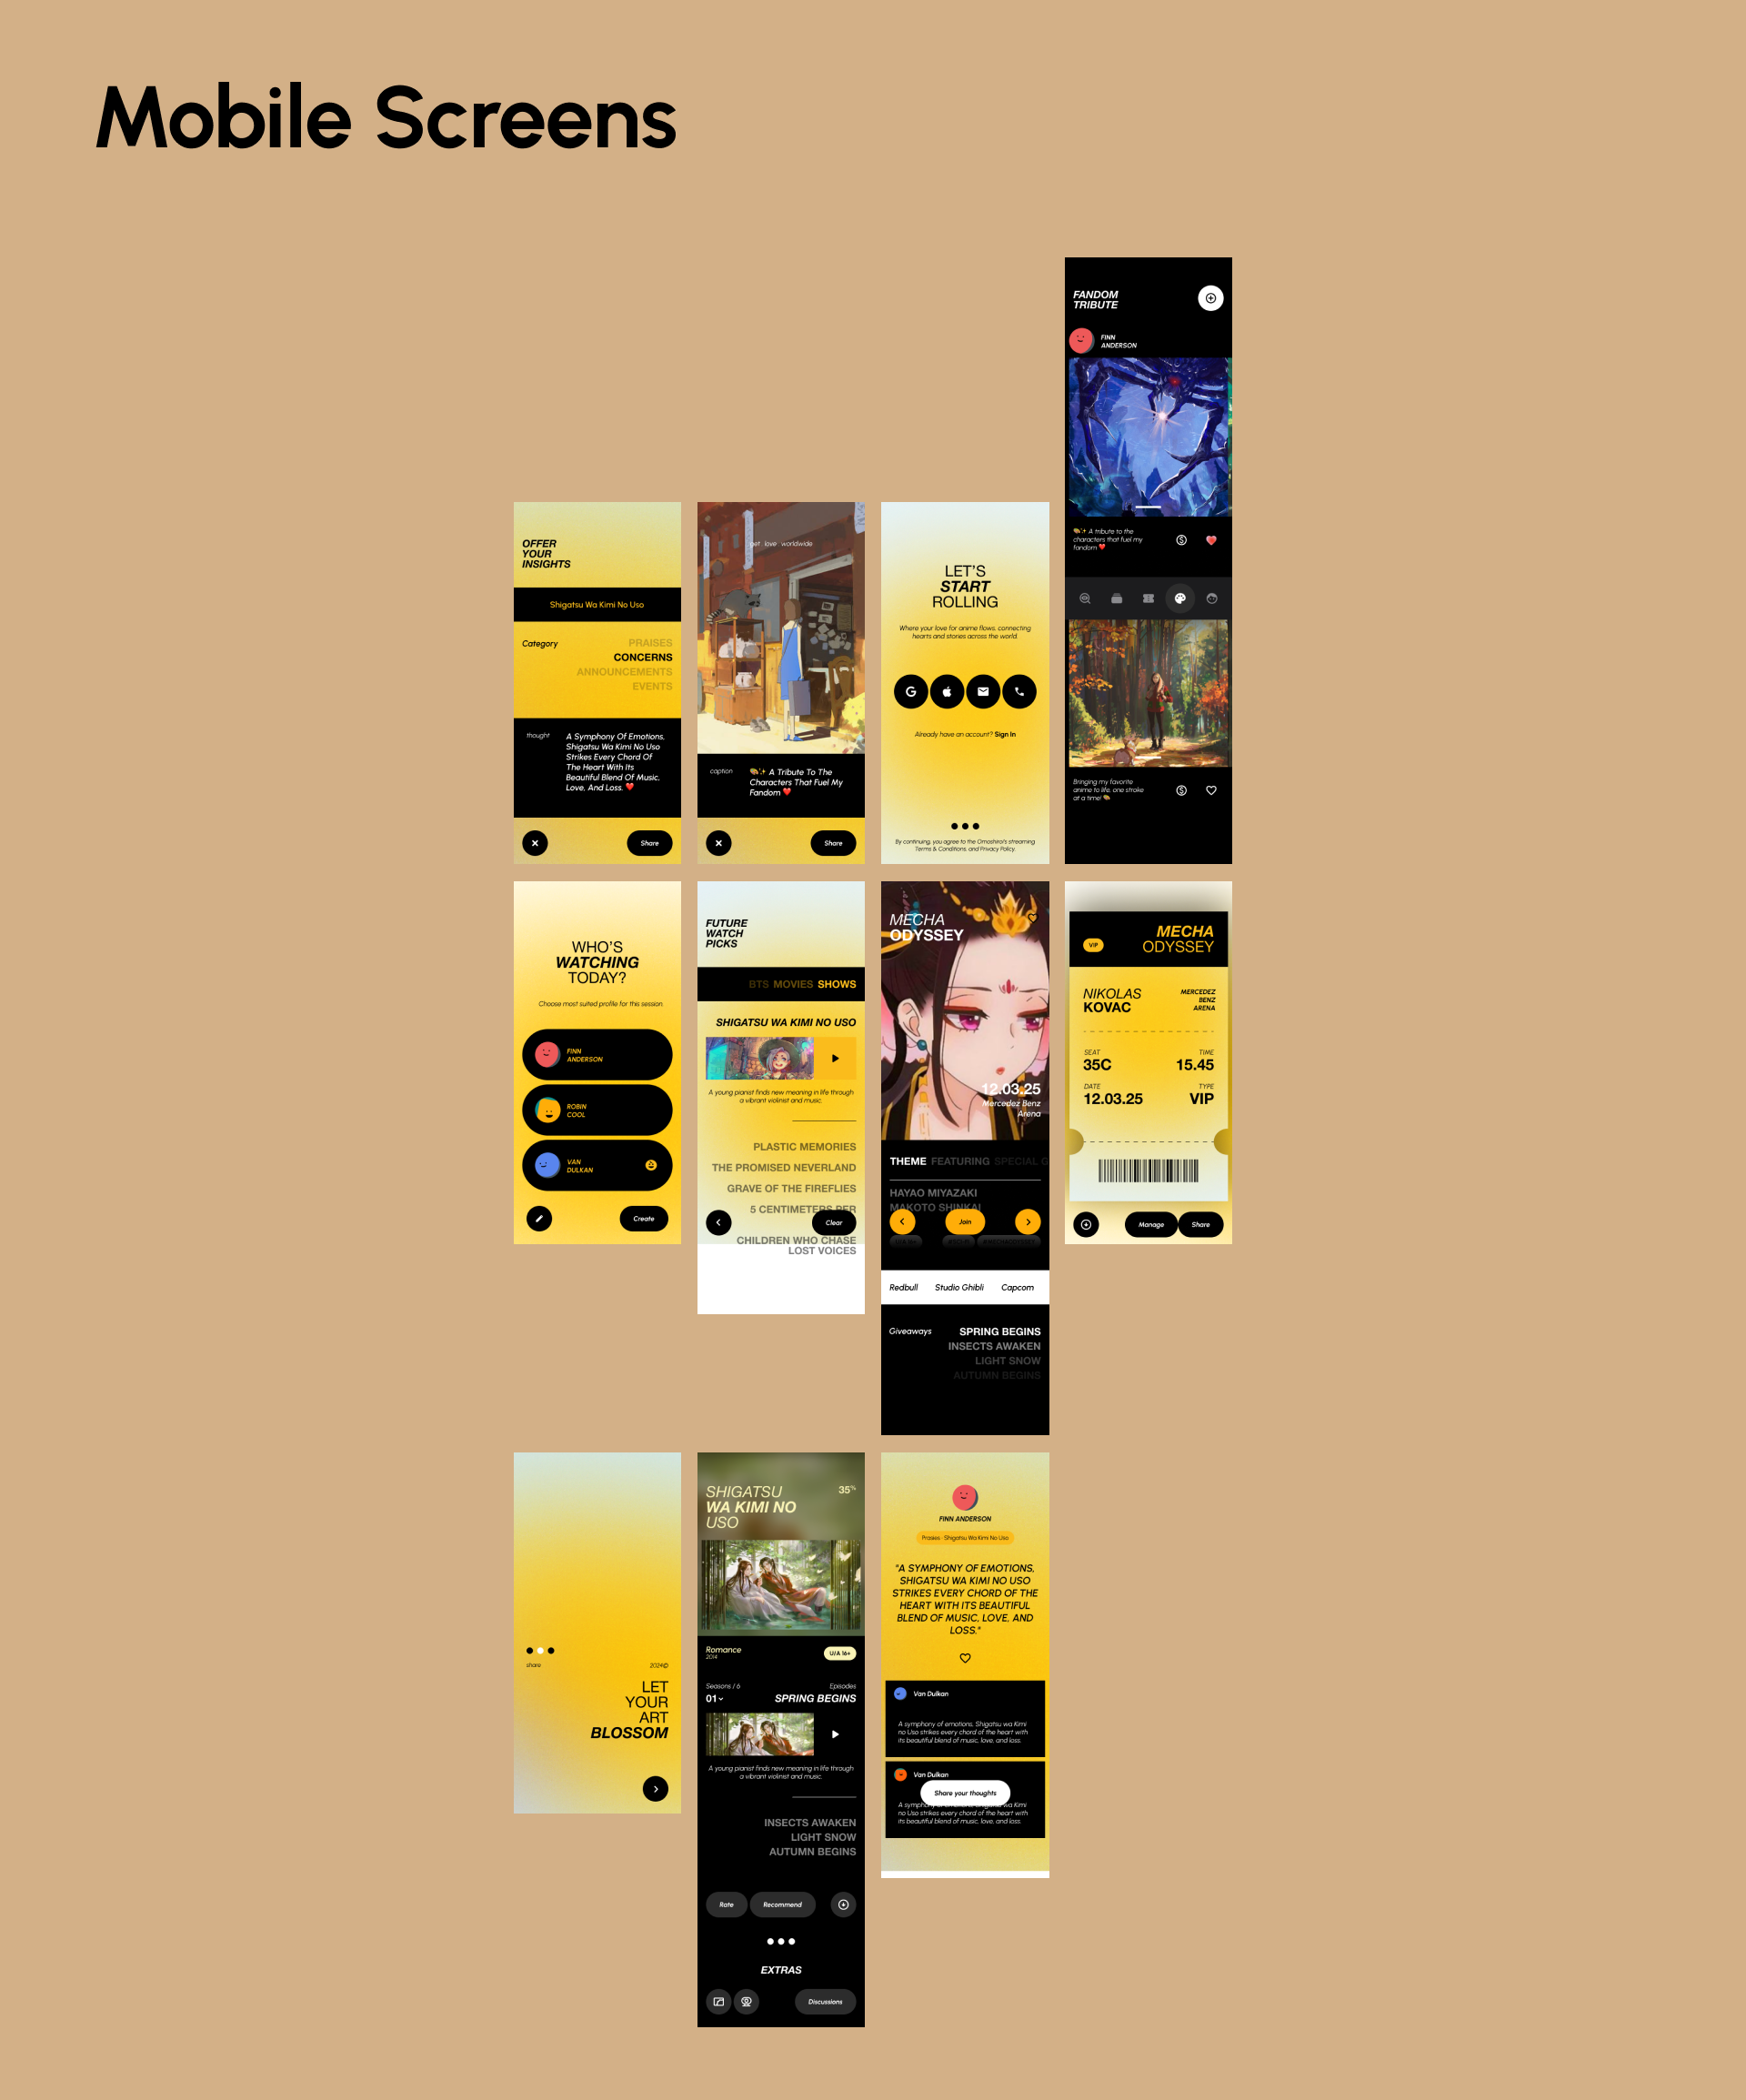 Mobile Screens
FANDOM
TRIBUTE
FINN
ANDERSON
🎨✨ A tribute to the
characters that fuel my
fandom ❤️
Bringing my favorite
anime to life, one stroke
at a time! 🎨
OFFER
YOUR
INSIGHTS
Shigatsu Wa Kimi No Uso
Category
PRAISES
CONCERNS
ANNOUNCEMENTS
EVENTS
thought
A Symphony Of Emotions,
Shigatsu Wa Kimi No Uso
Strikes Every Chord Of
The Heart With Its
Beautiful Blend Of Music,
Love, And Loss. ❤️
Share
get love worldwide
caption
🎨✨ A Tribute To The
Characters That Fuel My
Fandom ❤️
Share
LET'S
START
ROLLING
Where your love for anime flows, connecting
hearts and stories across the world.
Already have an account? Sign In
By continuing, you agree to the Omoshiroi's streaming
Terms & Conditions, and Privacy Policy.
WHO'S
WATCHING
TODAY?
Choose most suited profile for this session.
FINN
ANDERSON
ROBIN
COOL
VAN
DULKAN
Create
FUTURE
WATCH
PICKS
BTS MOVIES SHOWS
SHIGATSU WA KIMI NO USO
A young pianist finds new meaning in life through
a vibrant violinist and music.
PLASTIC MEMORIES
THE PROMISED NEVERLAND
GRAVE OF THE FIREFLIES
5 CENTIMETERS PER
Clear
CHILDREN WHO CHASE
LOST VOICES
MECHA
ODYSSEY
12.03.25
Mercedez Benz
Arena
THEME FEATURING SPECIAL G
HAYAO MIYAZAKI
MAKOTO SHINKAI
Join
Redbull Studio Ghibli Capcom
Giveaways
SPRING BEGINS
INSECTS AWAKEN
LIGHT SNOW
AUTUMN BEGINS
MECHA
ODYSSEY
VIP
NIKOLAS
KOVAC
MERCEDEZ
BENZ
ARENA
SEAT
35C
TIME
15.45
DATE
12.03.25
TYPE
VIP
Manage
Share
share
2024©
LET
YOUR
ART
BLOSSOM
SHIGATSU
WA KIMI NO
USO
35%
Romance
2014
U/A 16+
Seasons / 6
01
Episodes
SPRING BEGINS
A young pianist finds new meaning in life through
a vibrant violinist and music.
INSECTS AWAKEN
LIGHT SNOW
AUTUMN BEGINS
Rate
Recommend
EXTRAS
Discussions
FINN ANDERSON
Praises · Shigatsu Wa Kimi No Uso
"A SYMPHONY OF EMOTIONS,
SHIGATSU WA KIMI NO USO
STRIKES EVERY CHORD OF THE
HEART WITH ITS BEAUTIFUL
BLEND OF MUSIC, LOVE, AND
LOSS."
Van Dulkan
A symphony of emotions, Shigatsu wa Kimi
no Uso strikes every chord of the heart with
its beautiful blend of music, love, and loss.
Van Dulkan
Share your thoughts
A wa Kimi
no Uso strikes every chord of the heart with
its beautiful blend of music, love, and loss.